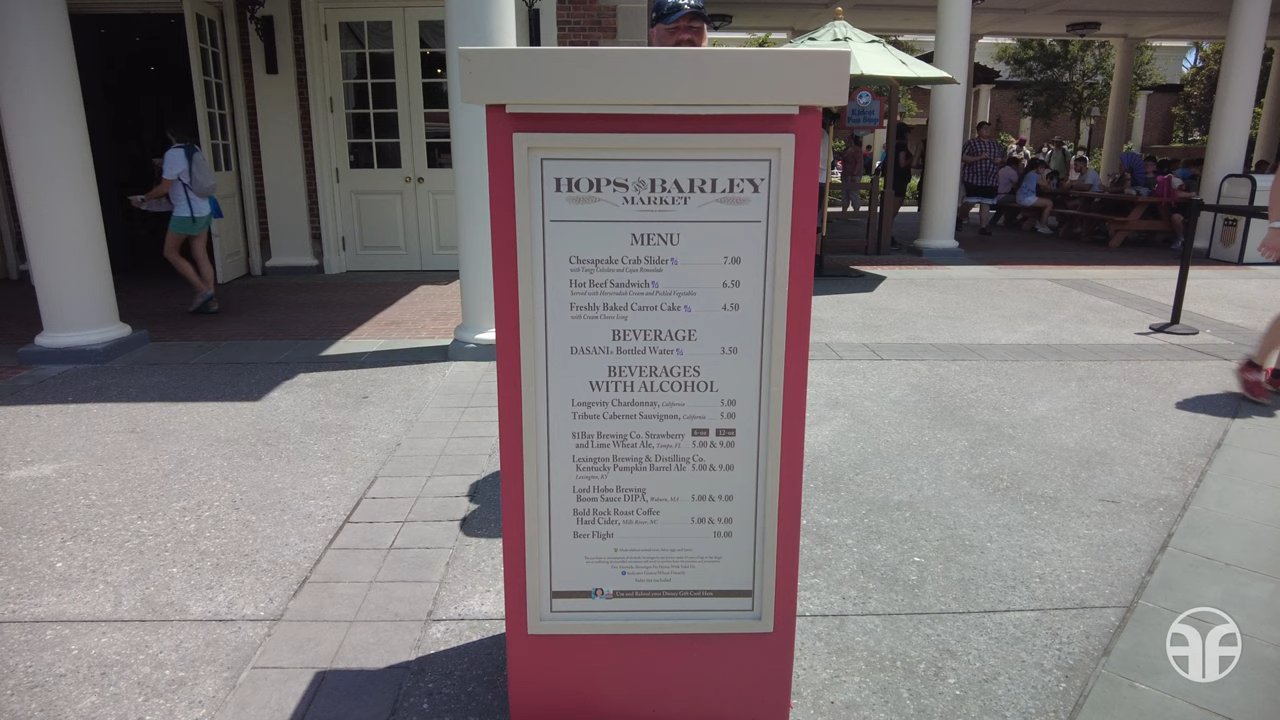 HOPS AND BARLEY
MARKET
MENU
Chesapeake Crab Slider 7.00
with Tangy Coleslaw and Cajun Remoulade
Hot Beef Sandwich 6.50
Served with Horseradish Cream and Pickled Vegetables
Freshly Baked Carrot Cake 4.50
with Cream Cheese Icing
BEVERAGE
DASANI® Bottled Water 3.50
BEVERAGES
WITH ALCOHOL
Longevity Chardonnay, California 5.00
Tribute Cabernet Sauvignon, California 5.00
6-oz 12-oz
81Bay Brewing Co. Strawberry
and Lime Wheat Ale, Tampa, FL 5.00 & 9.00
Lexington Brewing & Distilling Co.
Kentucky Pumpkin Barrel Ale 5.00 & 9.00
Lexington, KY
Lord Hobo Brewing
Boom Sauce DIPA, Woburn, MA 5.00 & 9.00
Bold Rock Roast Coffee
Hard Cider, Mills River, NC 5.00 & 9.00
Beer Flight 10.00
Use and Reload your Disney Gift Card Here
Kidcot
Fun Stop